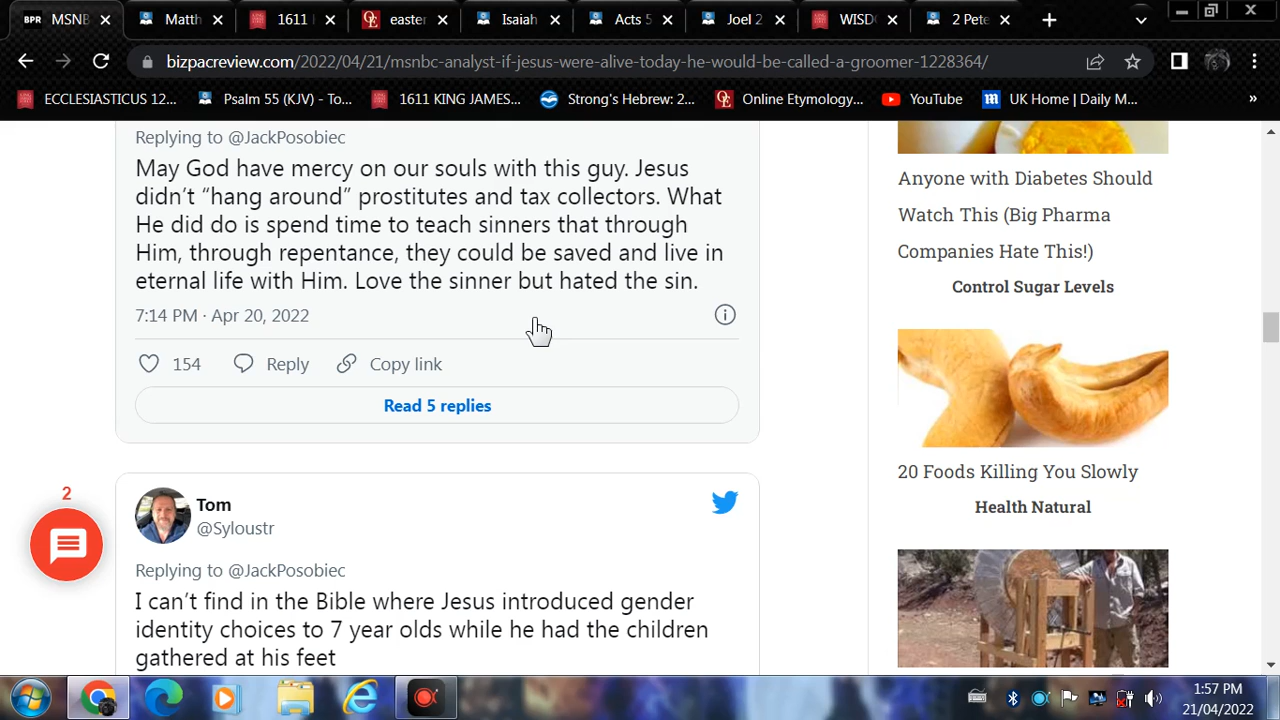 BPR MSNB
Matth
1611
OE easter
Isaiah
Acts 5
Joel 2
WISD
2 Pete
bizpacreview.com/2022/04/21/msnbc-analyst-if-jesus-were-alive-today-he-would-be-called-a-groomer-1228364/
ECCLESIASTICUS 12...
Psalm 55 (KJV) - To...
1611 KING JAMES...
Strong's Hebrew: 2...
OE Online Etymology...
YouTube
UK Home | Daily M...
»
Replying to @JackPosobiec
May God have mercy on our souls with this guy. Jesus
didn’t “hang around” prostitutes and tax collectors. What
He did do is spend time to teach sinners that through
Him, through repentance, they could be saved and live in
eternal life with Him. Love the sinner but hated the sin.
7:14 PM · Apr 20, 2022
154 Reply Copy link
Read 5 replies
2
Tom
@Syloustr
Replying to @JackPosobiec
I can’t find in the Bible where Jesus introduced gender
identity choices to 7 year olds while he had the children
gathered at his feet
Anyone with Diabetes Should
Watch This (Big Pharma
Companies Hate This!)
Control Sugar Levels
20 Foods Killing You Slowly
Health Natural
1:57 PM
21/04/2022